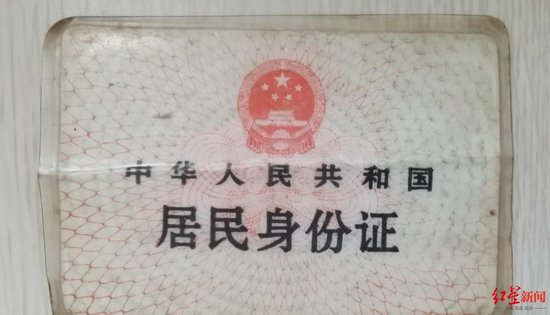 中华人民共和国
居民身份证
红星新闻